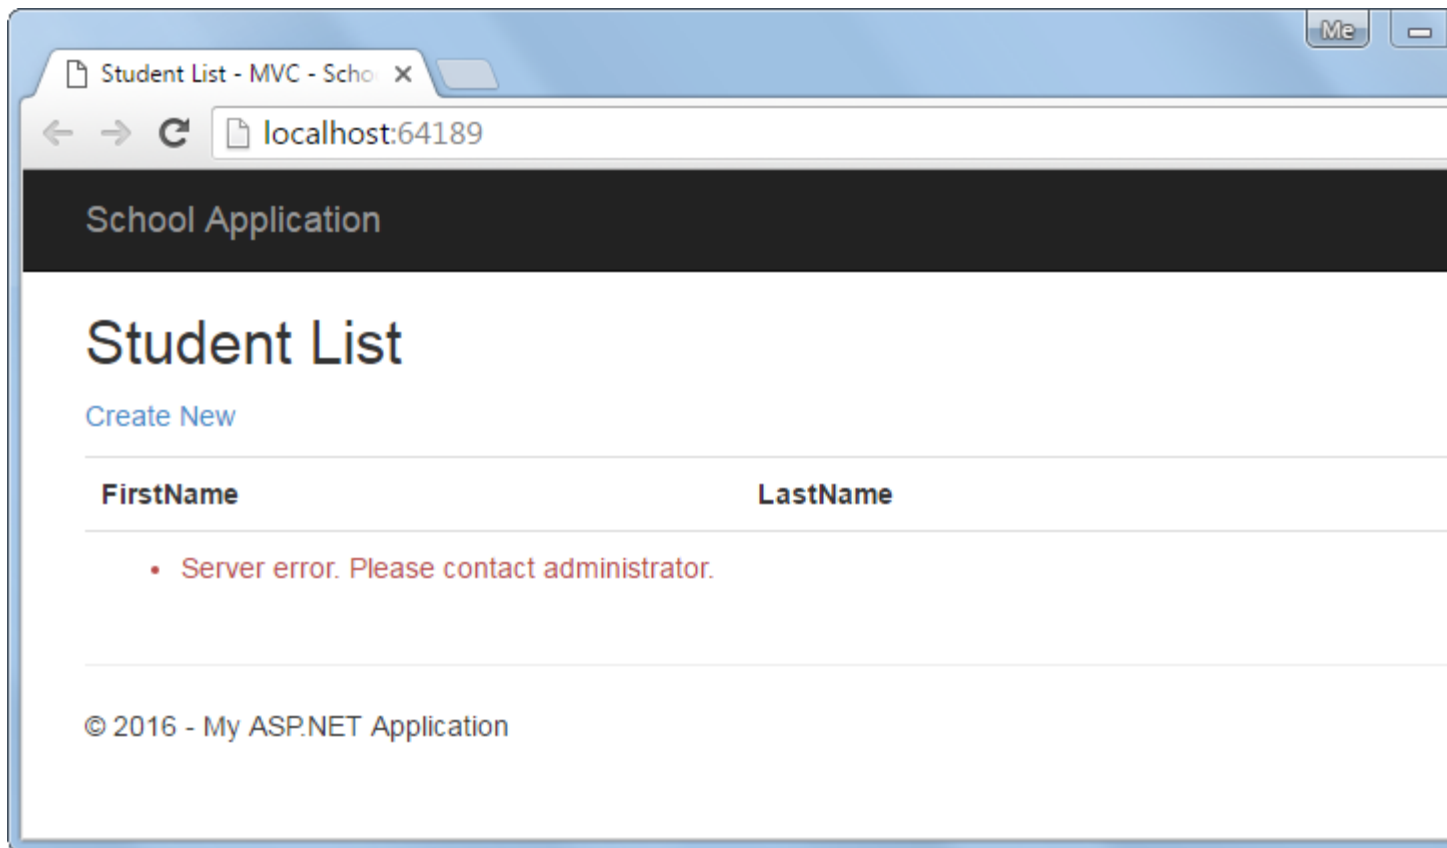 Me
Student List - MVC - Scho
localhost:64189
School Application
Student List
Create New
FirstName LastName
• Server error. Please contact administrator.
© 2016 - My ASP.NET Application